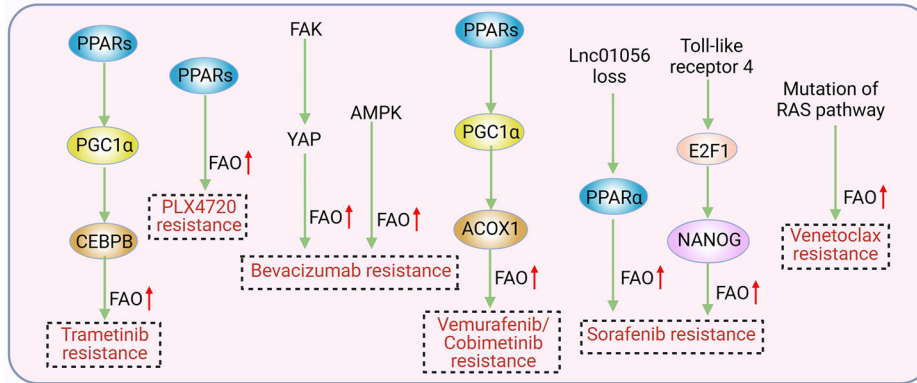 PPARs
PGC1α
CEBPB
FAO
Trametinib
resistance
PPARs
FAO
PLX4720
resistance
FAK
YAP
FAO
AMPK
FAO
Bevacizumab resistance
PPARs
PGC1α
ACOX1
FAO
Vemurafenib/
Cobimetinib
resistance
Lnc01056
loss
PPARα
FAO
Toll-like
receptor 4
E2F1
NANOG
FAO
Sorafenib resistance
Mutation of
RAS pathway
FAO
Venetoclax
resistance